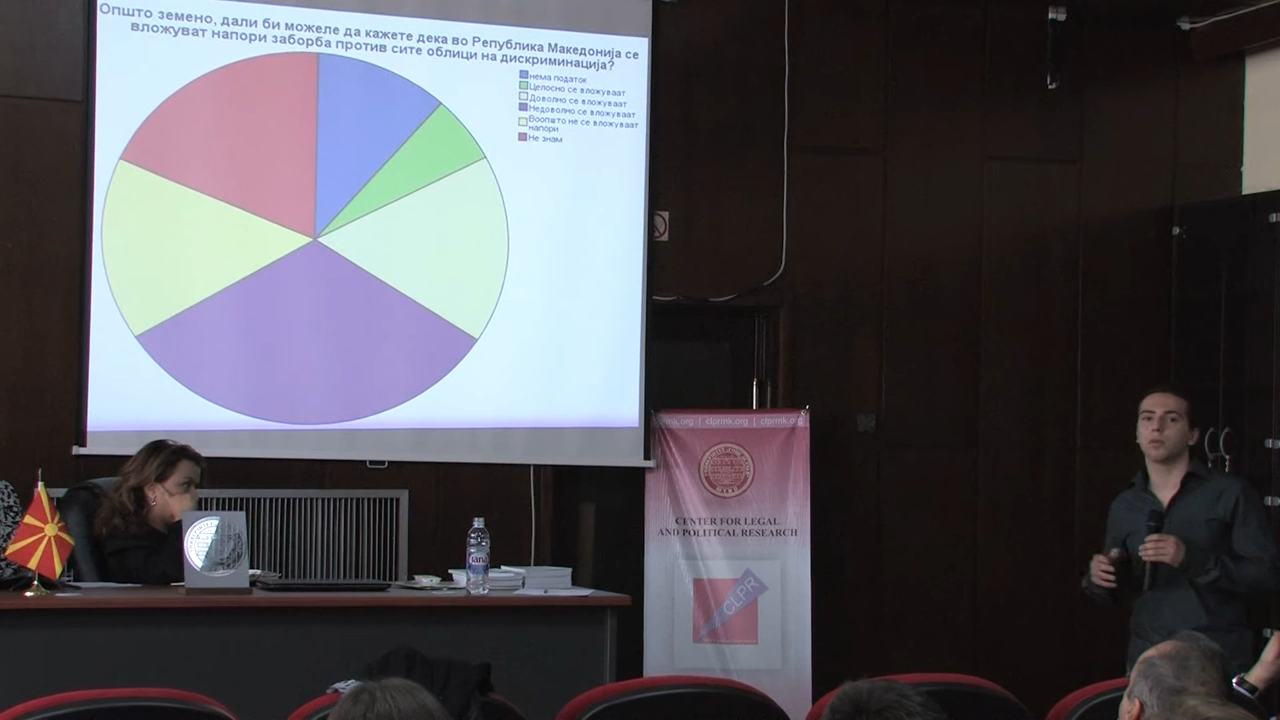 Општо земено, дали би можеле да кажете дека во Република Македонија се
вложуват напори заборба против сите облици на дискриминација?
нема податок
Целосно се вложуваат
Доволно се вложуваат
Недоволно се вложуваат
Воопшто не се вложуваат
напори
Не знам
clprmk.org | clprmk.org | clprmk.org
CENTER FOR LEGAL
AND POLITICAL RESEARCH
CLPR